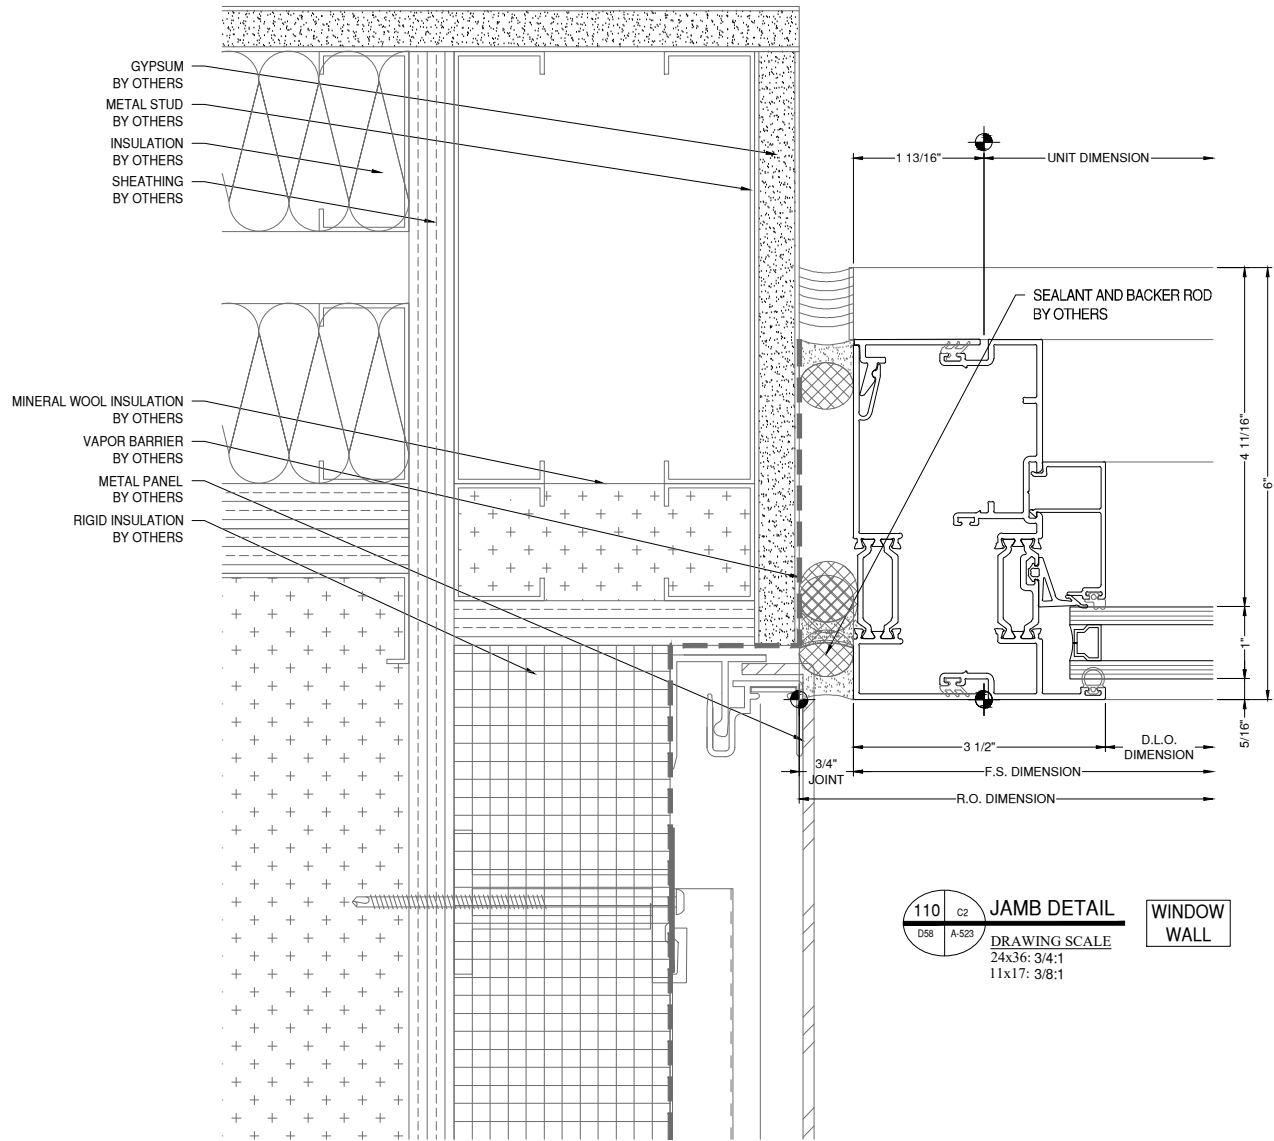 GYPSUM
BY OTHERS
METAL STUD
BY OTHERS
INSULATION
BY OTHERS
SHEATHING
BY OTHERS
1 13/16"
UNIT DIMENSION
SEALANT AND BACKER ROD
BY OTHERS
MINERAL WOOL INSULATION
BY OTHERS
VAPOR BARRIER
BY OTHERS
METAL PANEL
BY OTHERS
RIGID INSULATION
BY OTHERS
4 11/16"
6"
1"
5/16"
3 1/2"
D.L.O.
DIMENSION
3/4"
JOINT
F.S. DIMENSION
R.O. DIMENSION
110
C2
D58
A-523
JAMB DETAIL
DRAWING SCALE
24x36: 3/4:1
11x17: 3/8:1
WINDOW
WALL